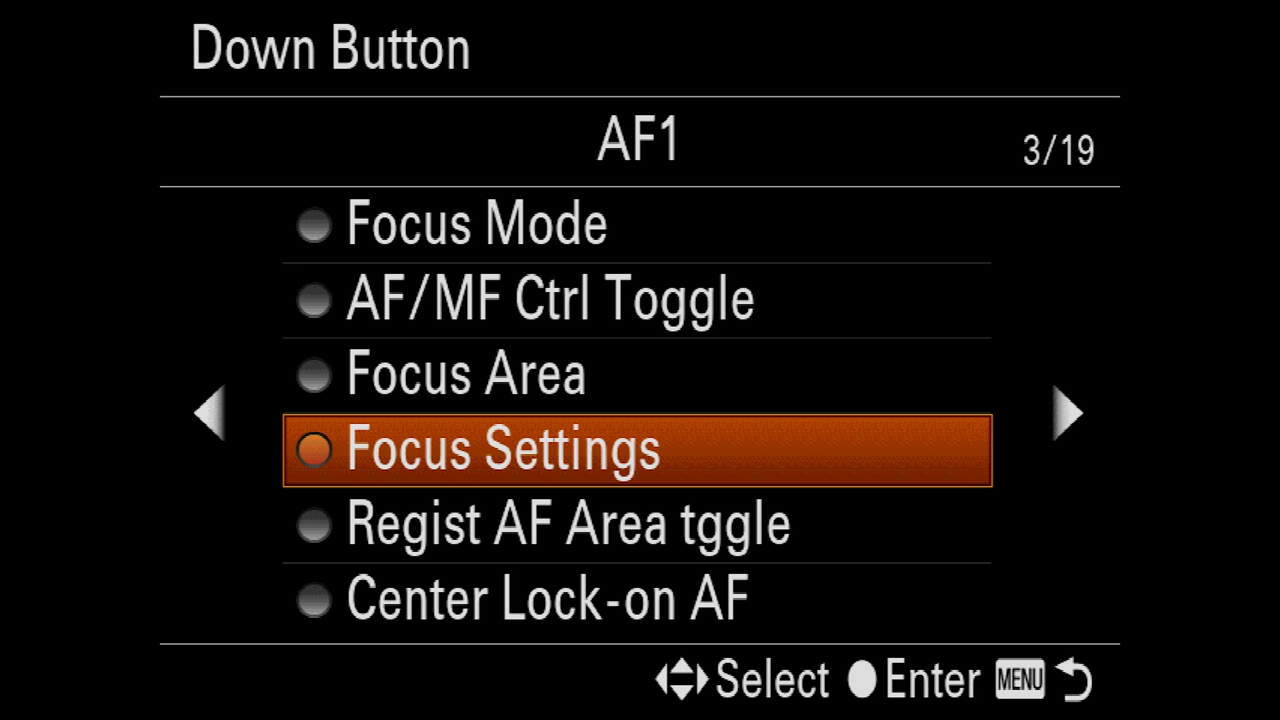 Down Button
AF1 3/19
Focus Mode
AF/MF Ctrl Toggle
Focus Area
Focus Settings
Regist AF Area tggle
Center Lock-on AF
Select Enter MENU